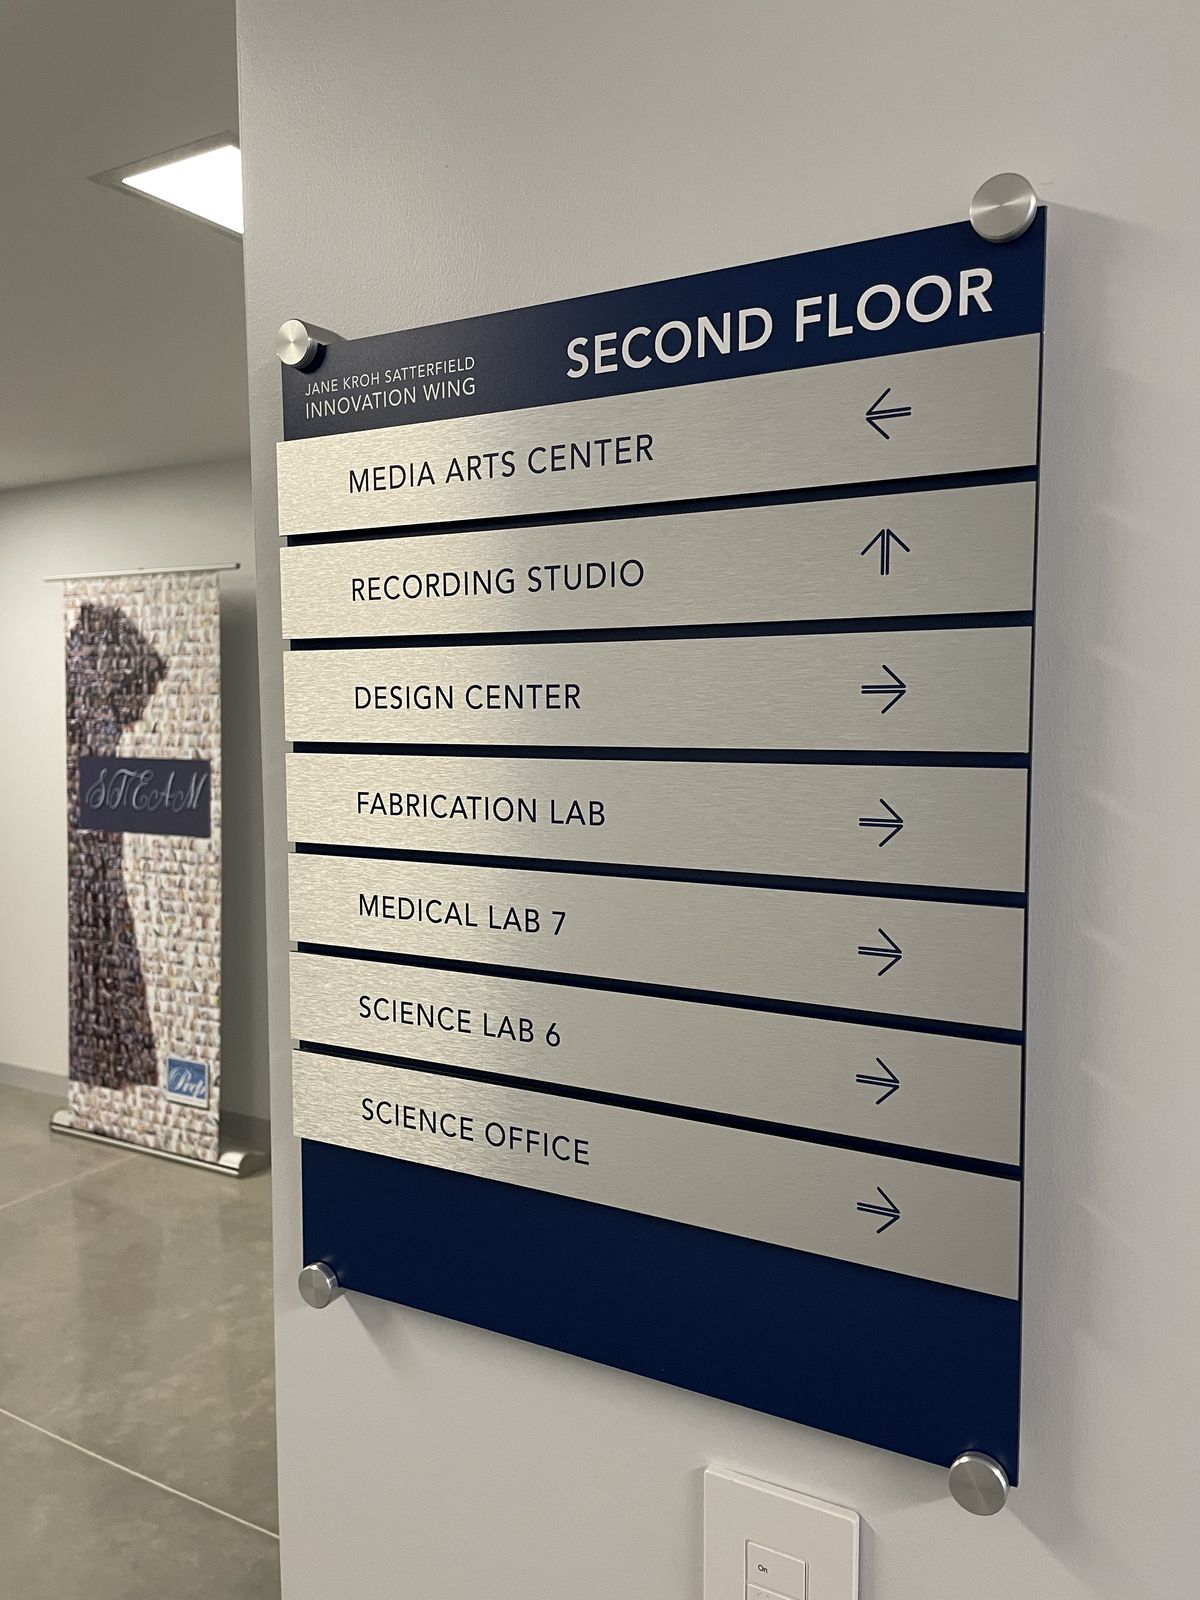 JANE KROH SATTERFIELD
INNOVATION WING
SECOND FLOOR
MEDIA ARTS CENTER
RECORDING STUDIO
DESIGN CENTER
FABRICATION LAB
MEDICAL LAB 7
SCIENCE LAB 6
SCIENCE OFFICE
STEAM
Prep
On